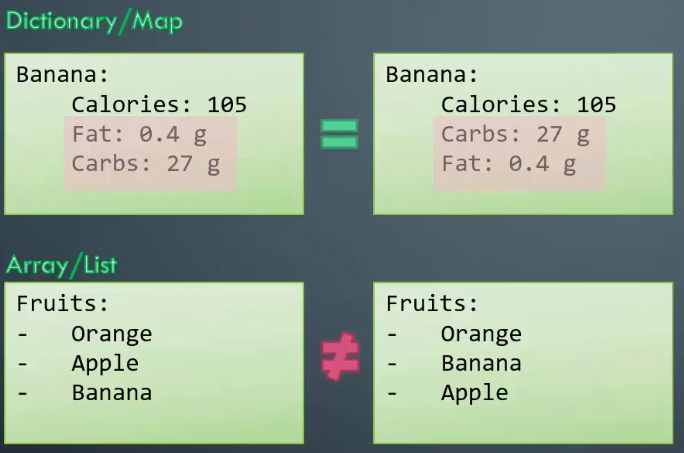 Dictionary/Map
Banana:
Calories: 105
Fat: 0.4 g
Carbs: 27 g
=
Banana:
Calories: 105
Carbs: 27 g
Fat: 0.4 g
Array/List
Fruits:
- Orange
- Apple
- Banana
≠
Fruits:
- Orange
- Banana
- Apple